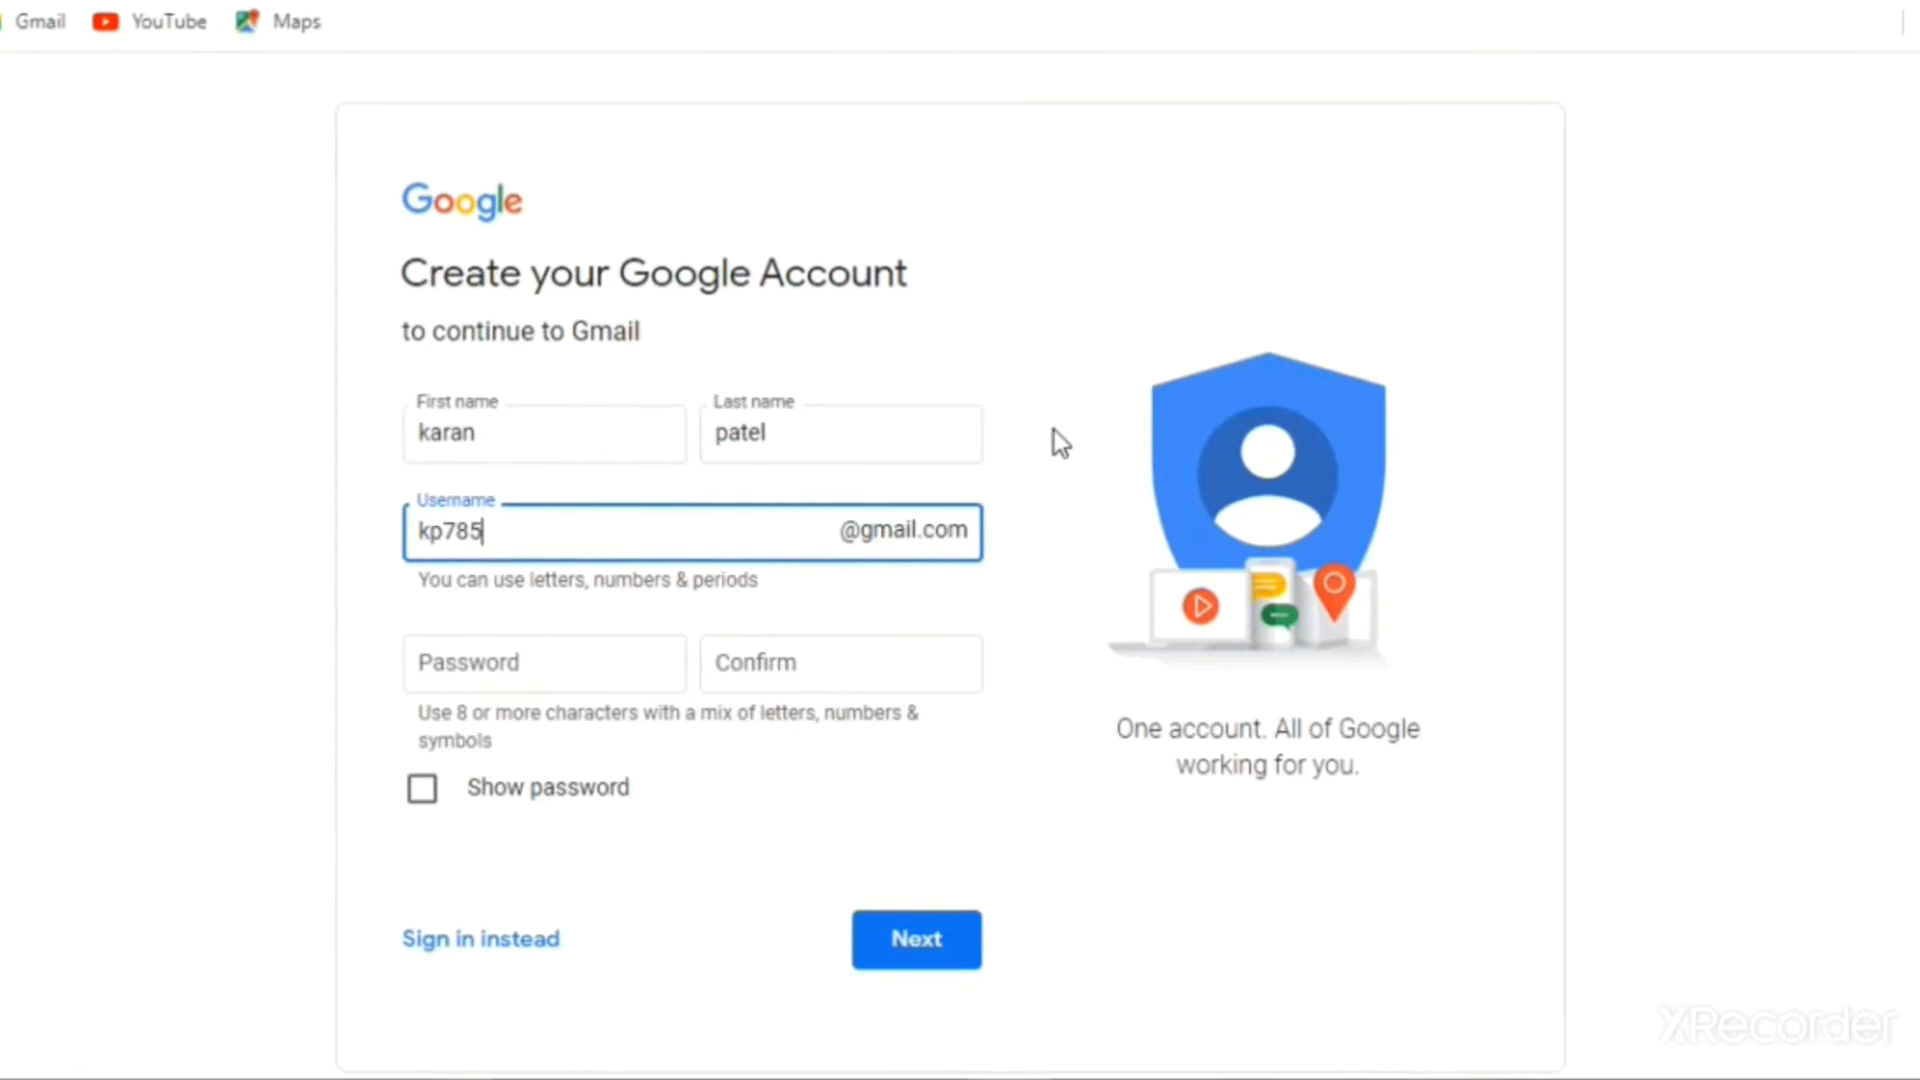 Gmail YouTube Maps
Google
Create your Google Account
to continue to Gmail
First name Last name
karan patel
Username
kp785 @gmail.com
You can use letters, numbers & periods
Password Confirm
Use 8 or more characters with a mix of letters, numbers &
symbols
Show password
One account. All of Google
working for you.
Sign in instead Next
XRecorder